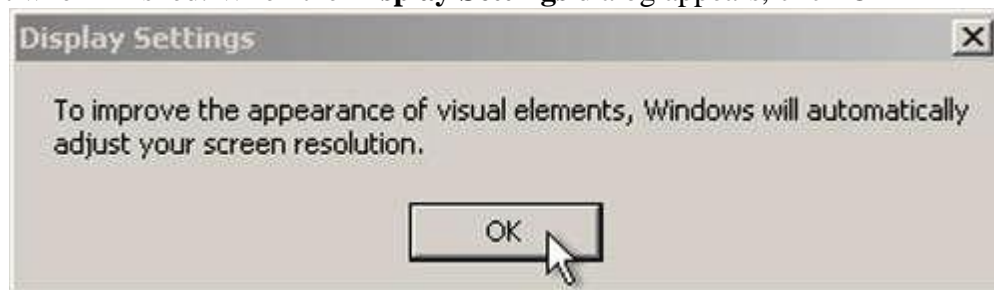 Display Settings
To improve the appearance of visual elements, Windows will automatically
adjust your screen resolution.
OK